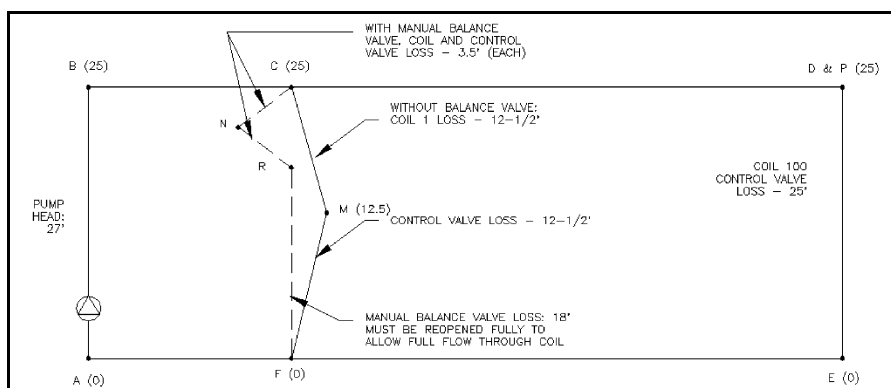 WITH MANUAL BALANCE
VALVE, COIL AND CONTROL
VALVE LOSS – 3.5' (EACH)
B (25)
C (25)
D & P (25)
WITHOUT BALANCE VALVE:
COIL 1 LOSS – 12-1/2'
N
R
COIL 100
CONTROL VALVE
LOSS – 25'
PUMP
HEAD:
27'
M (12.5)
CONTROL VALVE LOSS – 12-1/2'
MANUAL BALANCE VALVE LOSS: 18'
MUST BE REOPENED FULLY TO
ALLOW FULL FLOW THROUGH COIL
A (0)
F (0)
E (0)